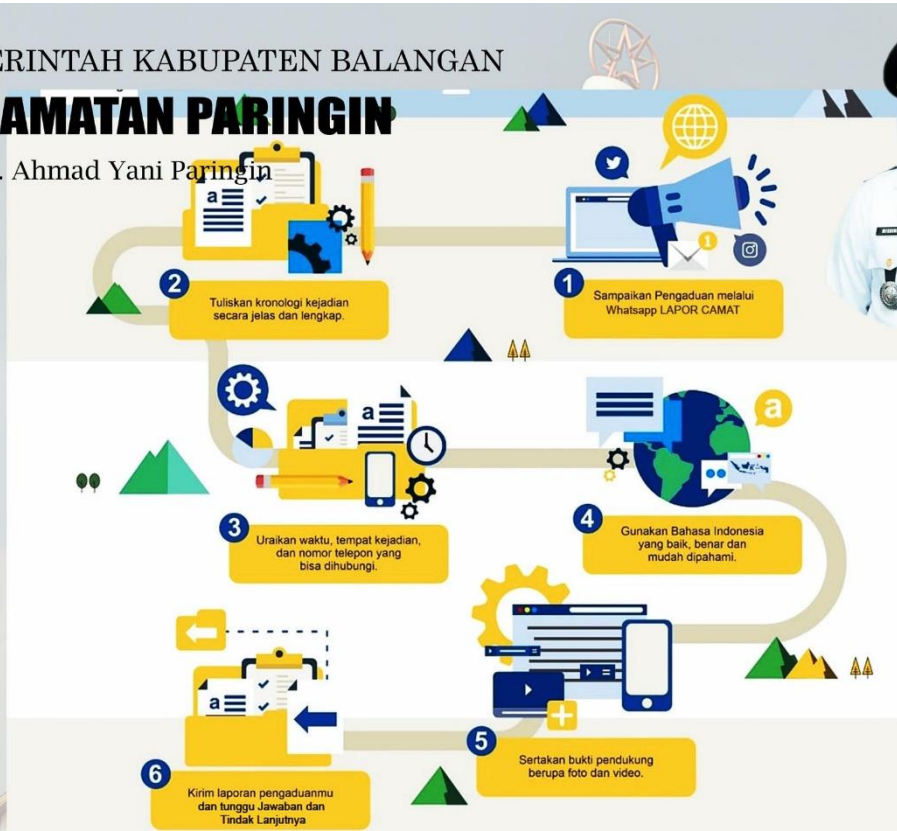 ERINTAH KABUPATEN BALANGAN
AMATAN PARINGIN
. Ahmad Yani Paringin
1
Sampaikan Pengaduan melalui
Whatsapp LAPOR CAMAT
1
2
Tuliskan kronologi kejadian
secara jelas dan lengkap.
a
3
Uraikan waktu, tempat kejadian,
dan nomor telepon yang
bisa dihubungi.
a
4
Gunakan Bahasa Indonesia
yang baik, benar dan
mudah dipahami.
a
5
Sertakan bukti pendukung
berupa foto dan video.
6
Kirim laporan pengaduanmu
dan tunggu Jawaban dan
Tindak Lanjutnya
a